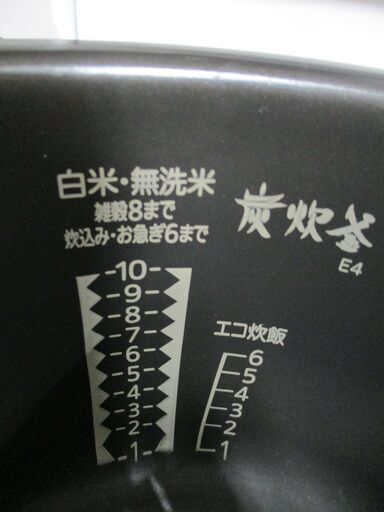 白米・無洗米
雑穀8まで
炊込み・お急ぎ6まで
-10-
-9-
-8-
-7-
-6-
-5-
-4-
-3-
-2-
-1-
炭炊釜
E4
エコ炊飯
6
5
4
3
2
1